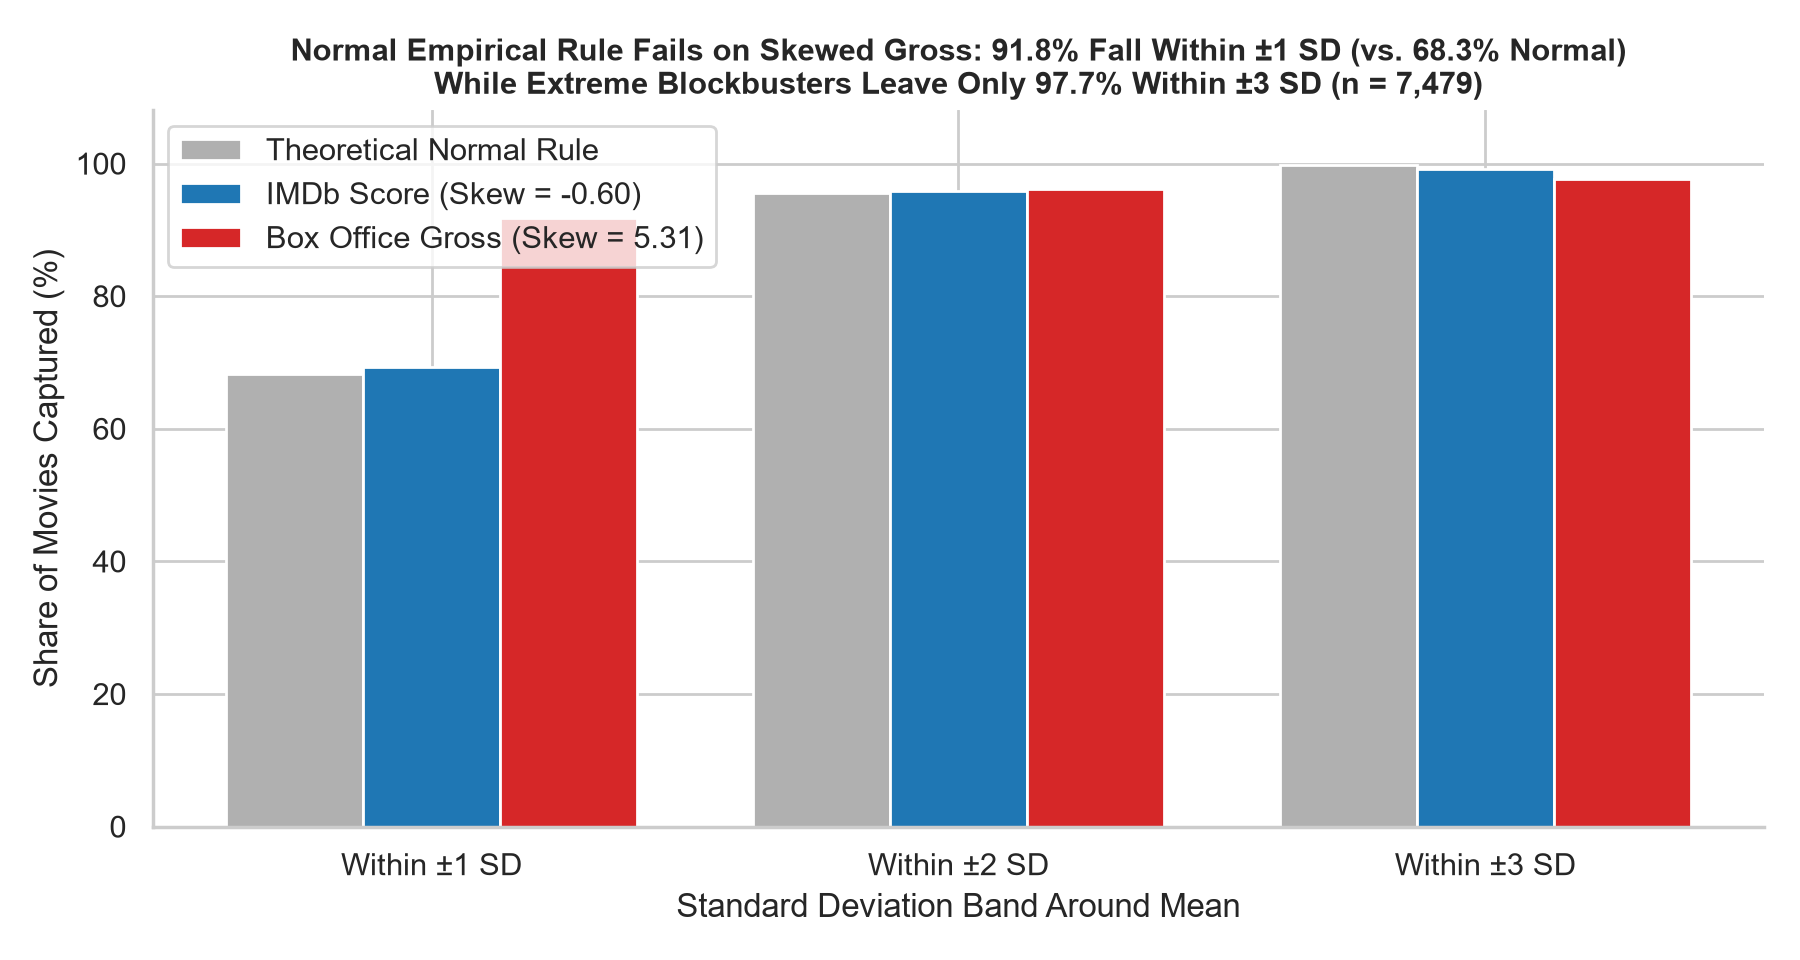 Normal Empirical Rule Fails on Skewed Gross: 91.8% Fall Within ±1 SD (vs. 68.3% Normal)
While Extreme Blockbusters Leave Only 97.7% Within ±3 SD (n = 7,479)
Theoretical Normal Rule
IMDb Score (Skew = -0.60)
Box Office Gross (Skew = 5.31)
Share of Movies Captured (%)
100
80
60
40
20
0
Within ±1 SD
Within ±2 SD
Within ±3 SD
Standard Deviation Band Around Mean